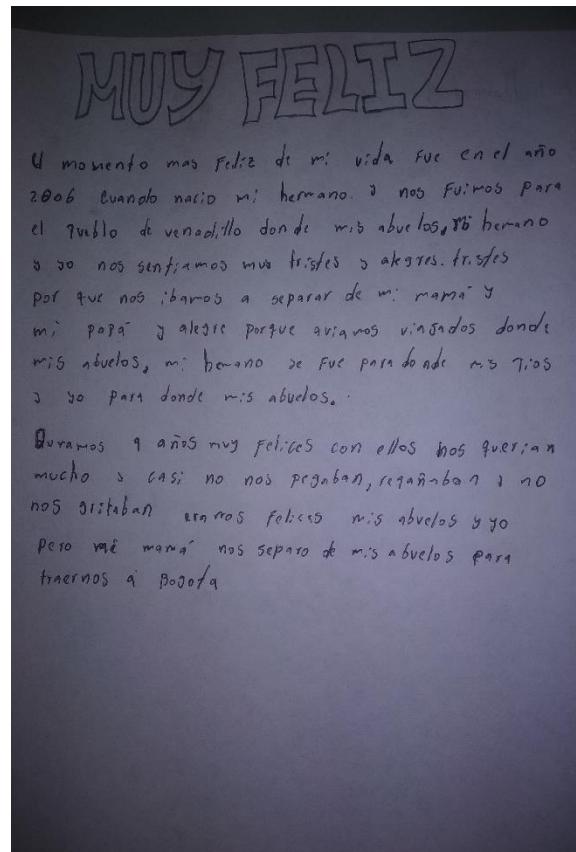 MUY FELIZ
El momento mas Feliz de mi vida Fue en el año
2006 cuando nacio mi hermano. y nos Fuimos para
el pueblo de venadillo donde mis abuelos, mi hermano
y yo nos sentiamos muy tristes y alegres. tristes
por que nos ibamos a separar de mi mamá y
mi papá y alegre porque aviamos viajados donde
mis abuelos, mi hemano se Fue para donde mis Tios
y yo para donde mis abuelos.
Duramos 9 años muy Felices con ellos nos querian
mucho y casi no nos pegaban, regañaban y no
nos gritaban eramos Felices mis abuelos y yo
Pero mi mamá nos separo de mis abuelos para
traernos a Bogota